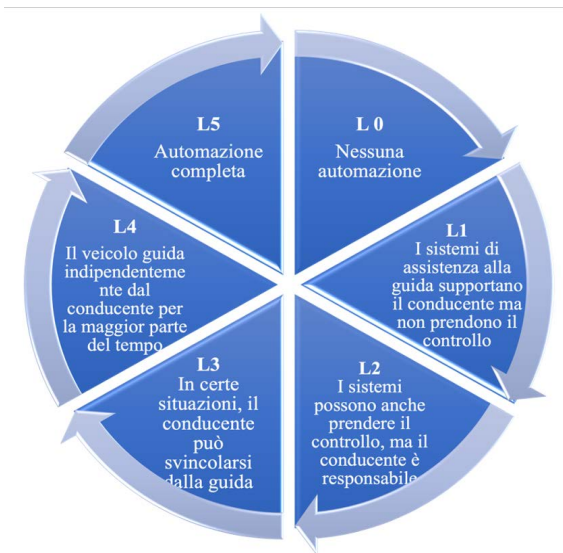 L 0
Nessuna
automazione
L1
I sistemi di
assistenza alla
guida supportano
il conducente ma
non prendono il
controllo
L2
I sistemi
possono anche
prendere il
controllo, ma il
conducente è
responsabile
L3
In certe
situazioni, il
conducente
può
svincolarsi
dalla guida
L4
Il veicolo guida
indipendenteme
nte dal
conducente per
la maggior parte
del tempo
L5
Automazione
completa